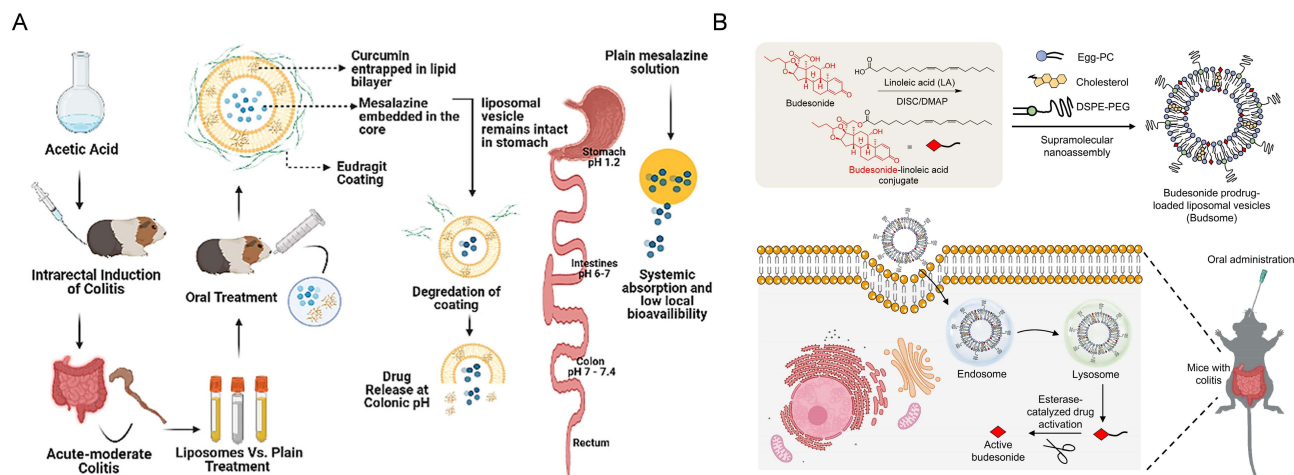 A
Acetic Acid
Intrarectal Induction
of Colitis
Acute-moderate
Colitis
Liposomes Vs. Plain
Treatment
Oral Treatment
Curcumin
entrapped in lipid
bilayer
Mesalazine
embedded in the
core
Eudragit
Coating
liposomal
vesicle
remains intact
in stomach
Degradation of
coating
Drug
Release at
Colonic pH
Stomach
pH 1.2
Intestines
pH 6-7
Colon
pH 7 - 7.4
Rectum
Plain mesalazine
solution
Systemic
absorption and
low local
bioavailibility
B
Budesonide
Linoleic acid (LA)
DISC/DMAP
Budesonide-linoleic acid
conjugate
=
Egg-PC
Cholesterol
DSPE-PEG
Supramolecular
nanoassembly
Budesonide prodrug-
loaded liposomal vesicles
(Budsome)
Endosome
Lysosome
Esterase-
catalyzed drug
activation
Active
budesonide
Oral administration
Mice with
colitis